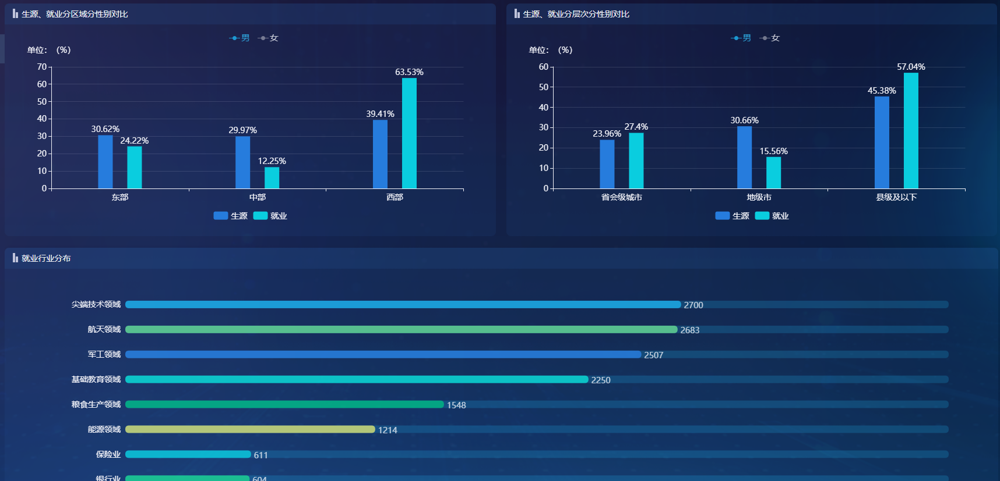 生源、就业分区域分性别对比
男 女
单位：（%）
70
60
50
40
30
20
10
0
30.62%
24.22%
29.97%
12.25%
39.41%
63.53%
东部 中部 西部
生源 就业
生源、就业分层次分性别对比
男 女
单位：（%）
60
50
40
30
20
10
0
23.96%
27.4%
30.66%
15.56%
45.38%
57.04%
省会级城市 地级市 县级及以下
生源 就业
就业行业分布
尖端技术领域 2700
航天领域 2683
军工领域 2507
基础教育领域 2250
粮食生产领域 1548
能源领域 1214
保险业 611
银行业 604